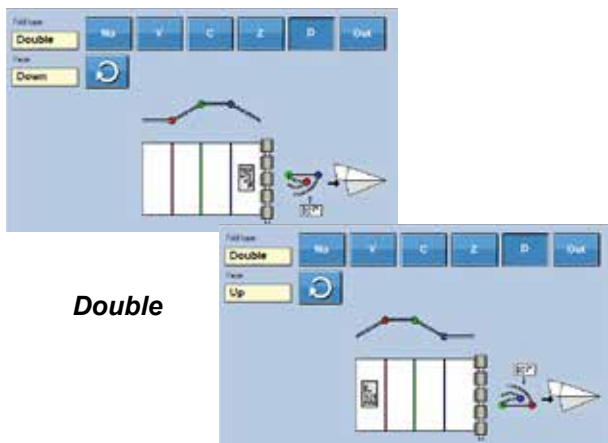 Fold type
Double
No
V
C
Z
D
Out
Face
Down
Fold type
Double
No
V
C
Z
D
Out
Face
Up
Double